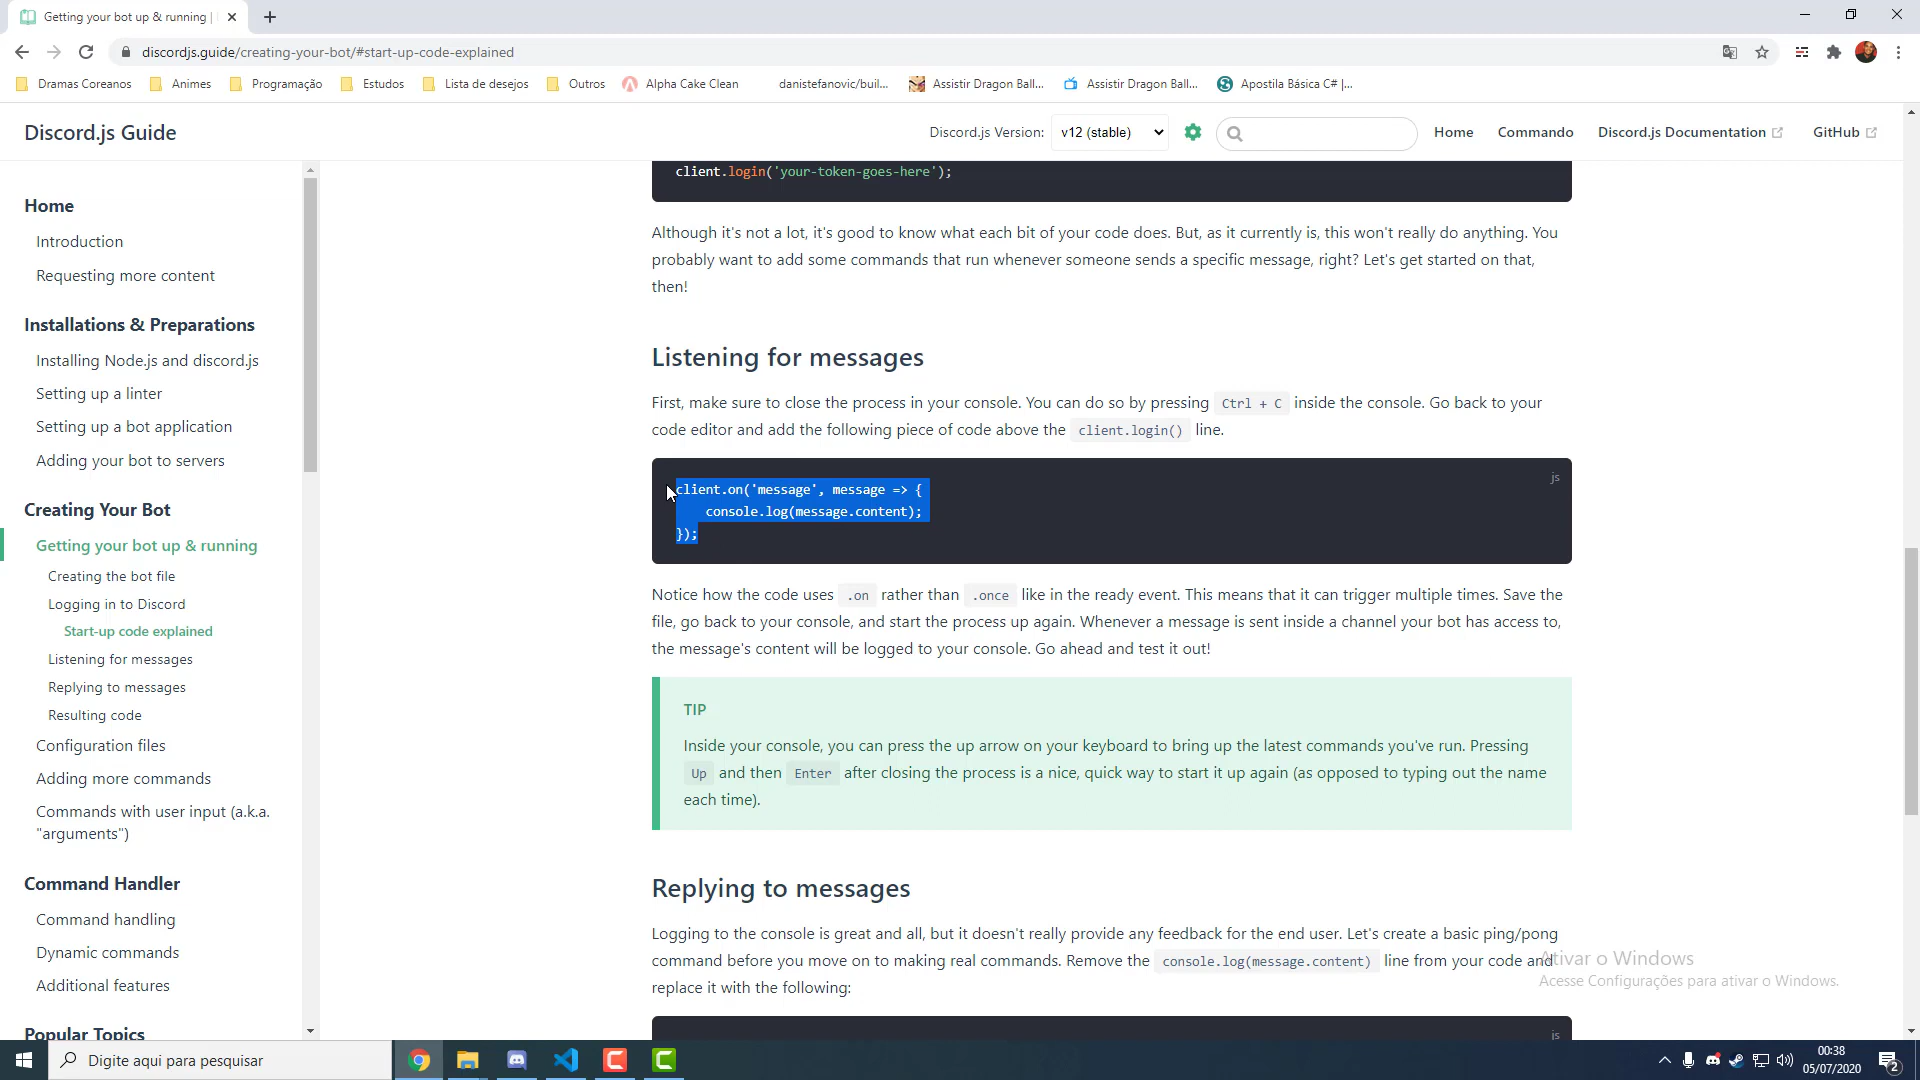 Getting your bot up & running |
discordjs.guide/creating-your-bot/#start-up-code-explained
Dramas Coreanos
Animes
Programação
Estudos
Lista de desejos
Outros
Alpha Cake Clean
danistefanovic/buil...
Assistir Dragon Ball...
Assistir Dragon Ball...
Apostila Básica C# |...
Discord.js Guide
Discord.js Version:
v12 (stable)
Home
Commando
Discord.js Documentation
GitHub
Home
Introduction
Requesting more content
Installations & Preparations
Installing Node.js and discord.js
Setting up a linter
Setting up a bot application
Adding your bot to servers
Creating Your Bot
Getting your bot up & running
Creating the bot file
Logging in to Discord
Start-up code explained
Listening for messages
Replying to messages
Resulting code
Configuration files
Adding more commands
Commands with user input (a.k.a.
"arguments")
Command Handler
Command handling
Dynamic commands
Additional features
Popular Topics
client.login('your-token-goes-here');
Although it's not a lot, it's good to know what each bit of your code does. But, as it currently is, this won't really do anything. You
probably want to add some commands that run whenever someone sends a specific message, right? Let's get started on that,
then!
Listening for messages
First, make sure to close the process in your console. You can do so by pressing Ctrl + C inside the console. Go back to your
code editor and add the following piece of code above the client.login() line.
js
client.on('message', message => {
console.log(message.content);
});
Notice how the code uses .on rather than .once like in the ready event. This means that it can trigger multiple times. Save the
file, go back to your console, and start the process up again. Whenever a message is sent inside a channel your bot has access to,
the message's content will be logged to your console. Go ahead and test it out!
TIP
Inside your console, you can press the up arrow on your keyboard to bring up the latest commands you've run. Pressing
Up and then Enter after closing the process is a nice, quick way to start it up again (as opposed to typing out the name
each time).
Replying to messages
Logging to the console is great and all, but it doesn't really provide any feedback for the end user. Let's create a basic ping/pong
command before you move on to making real commands. Remove the console.log(message.content) line from your code and
replace it with the following:
js
Ativar o Windows
Acesse Configurações para ativar o Windows.
Digite aqui para pesquisar
00:38
05/07/2020
2